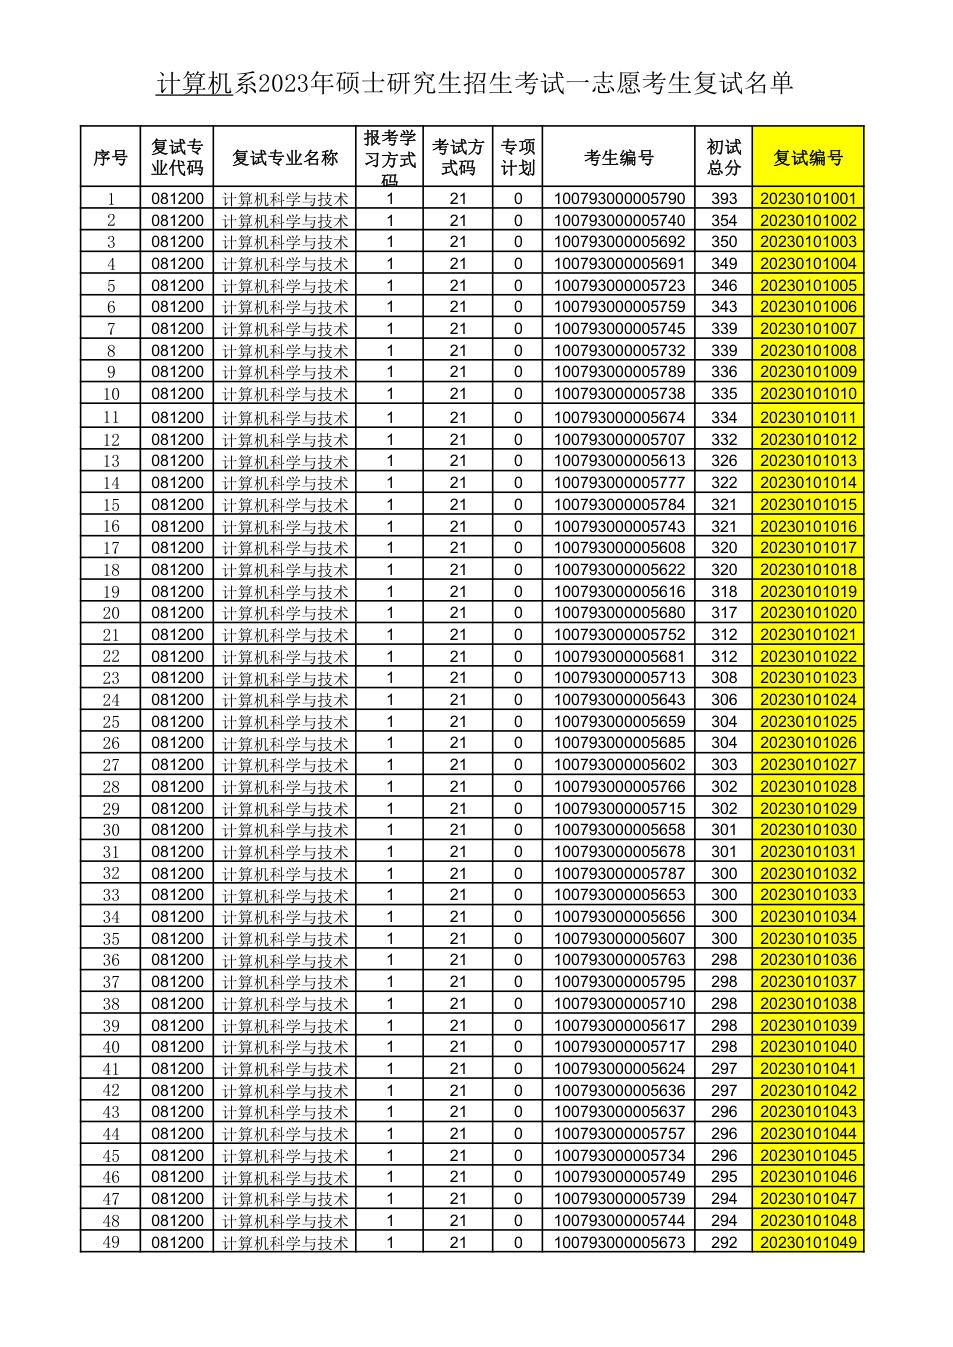 计算机系2023年硕士研究生招生考试一志愿考生复试名单
序号 复试专业代码 复试专业名称 报考学习方式码 考试方式码 专项计划 考生编号 初试总分 复试编号
1 081200 计算机科学与技术 1 21 0 100793000005790 393 20230101001
2 081200 计算机科学与技术 1 21 0 100793000005740 354 20230101002
3 081200 计算机科学与技术 1 21 0 100793000005692 350 20230101003
4 081200 计算机科学与技术 1 21 0 100793000005691 349 20230101004
5 081200 计算机科学与技术 1 21 0 100793000005723 346 20230101005
6 081200 计算机科学与技术 1 21 0 100793000005759 343 20230101006
7 081200 计算机科学与技术 1 21 0 100793000005745 339 20230101007
8 081200 计算机科学与技术 1 21 0 100793000005732 339 20230101008
9 081200 计算机科学与技术 1 21 0 100793000005789 336 20230101009
10 081200 计算机科学与技术 1 21 0 100793000005738 335 20230101010
11 081200 计算机科学与技术 1 21 0 100793000005674 334 20230101011
12 081200 计算机科学与技术 1 21 0 100793000005707 332 20230101012
13 081200 计算机科学与技术 1 21 0 100793000005613 326 20230101013
14 081200 计算机科学与技术 1 21 0 100793000005777 322 20230101014
15 081200 计算机科学与技术 1 21 0 100793000005784 321 20230101015
16 081200 计算机科学与技术 1 21 0 100793000005743 321 20230101016
17 081200 计算机科学与技术 1 21 0 100793000005608 320 20230101017
18 081200 计算机科学与技术 1 21 0 100793000005622 320 20230101018
19 081200 计算机科学与技术 1 21 0 100793000005616 318 20230101019
20 081200 计算机科学与技术 1 21 0 100793000005680 317 20230101020
21 081200 计算机科学与技术 1 21 0 100793000005752 312 20230101021
22 081200 计算机科学与技术 1 21 0 100793000005681 312 20230101022
23 081200 计算机科学与技术 1 21 0 100793000005713 308 20230101023
24 081200 计算机科学与技术 1 21 0 100793000005643 306 20230101024
25 081200 计算机科学与技术 1 21 0 100793000005659 304 20230101025
26 081200 计算机科学与技术 1 21 0 100793000005685 304 20230101026
27 081200 计算机科学与技术 1 21 0 100793000005602 303 20230101027
28 081200 计算机科学与技术 1 21 0 100793000005766 302 20230101028
29 081200 计算机科学与技术 1 21 0 100793000005715 302 20230101029
30 081200 计算机科学与技术 1 21 0 100793000005658 301 20230101030
31 081200 计算机科学与技术 1 21 0 100793000005678 301 20230101031
32 081200 计算机科学与技术 1 21 0 100793000005787 300 20230101032
33 081200 计算机科学与技术 1 21 0 100793000005653 300 20230101033
34 081200 计算机科学与技术 1 21 0 100793000005656 300 20230101034
35 081200 计算机科学与技术 1 21 0 100793000005607 300 20230101035
36 081200 计算机科学与技术 1 21 0 100793000005763 298 20230101036
37 081200 计算机科学与技术 1 21 0 100793000005795 298 20230101037
38 081200 计算机科学与技术 1 21 0 100793000005710 298 20230101038
39 081200 计算机科学与技术 1 21 0 100793000005617 298 20230101039
40 081200 计算机科学与技术 1 21 0 100793000005717 298 20230101040
41 081200 计算机科学与技术 1 21 0 100793000005624 297 20230101041
42 081200 计算机科学与技术 1 21 0 100793000005636 297 20230101042
43 081200 计算机科学与技术 1 21 0 100793000005637 296 20230101043
44 081200 计算机科学与技术 1 21 0 100793000005757 296 20230101044
45 081200 计算机科学与技术 1 21 0 100793000005734 296 20230101045
46 081200 计算机科学与技术 1 21 0 100793000005749 295 20230101046
47 081200 计算机科学与技术 1 21 0 100793000005739 294 20230101047
48 081200 计算机科学与技术 1 21 0 100793000005744 294 20230101048
49 081200 计算机科学与技术 1 21 0 100793000005673 292 20230101049